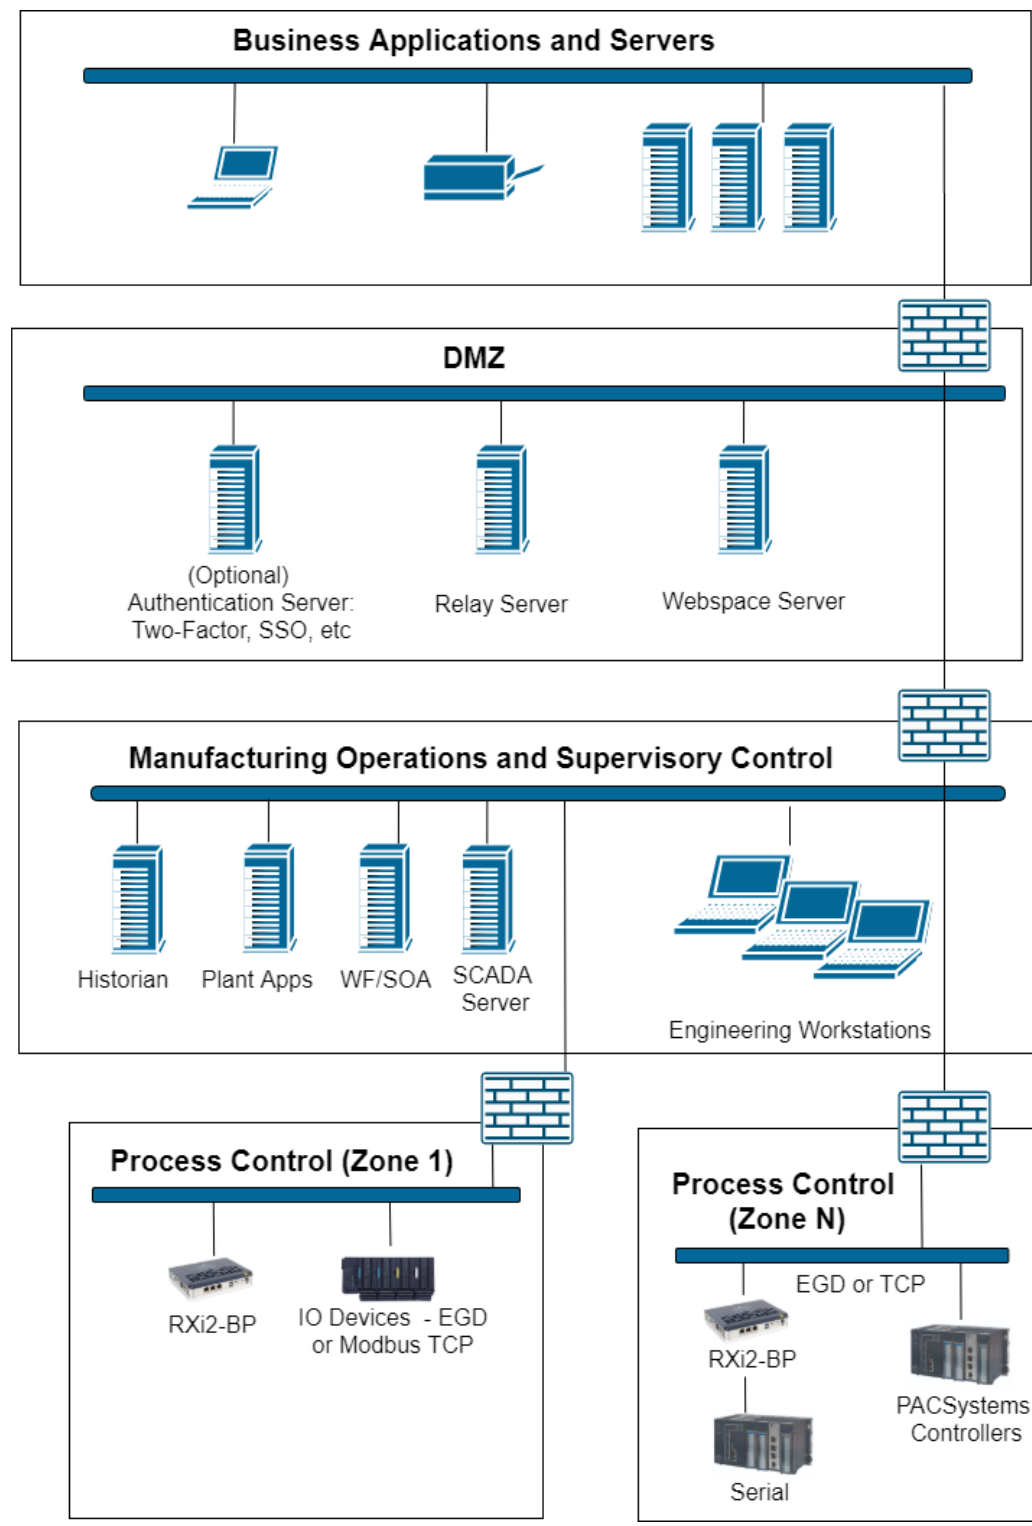 Business Applications and Servers
DMZ
(Optional)
Authentication Server:
Two-Factor, SSO, etc
Relay Server
Webspace Server
Manufacturing Operations and Supervisory Control
Historian
Plant Apps
WF/SOA
SCADA
Server
Engineering Workstations
Process Control (Zone 1)
RXi2-BP
IO Devices - EGD
or Modbus TCP
Process Control
(Zone N)
EGD or TCP
RXi2-BP
PACSystems
Controllers
Serial